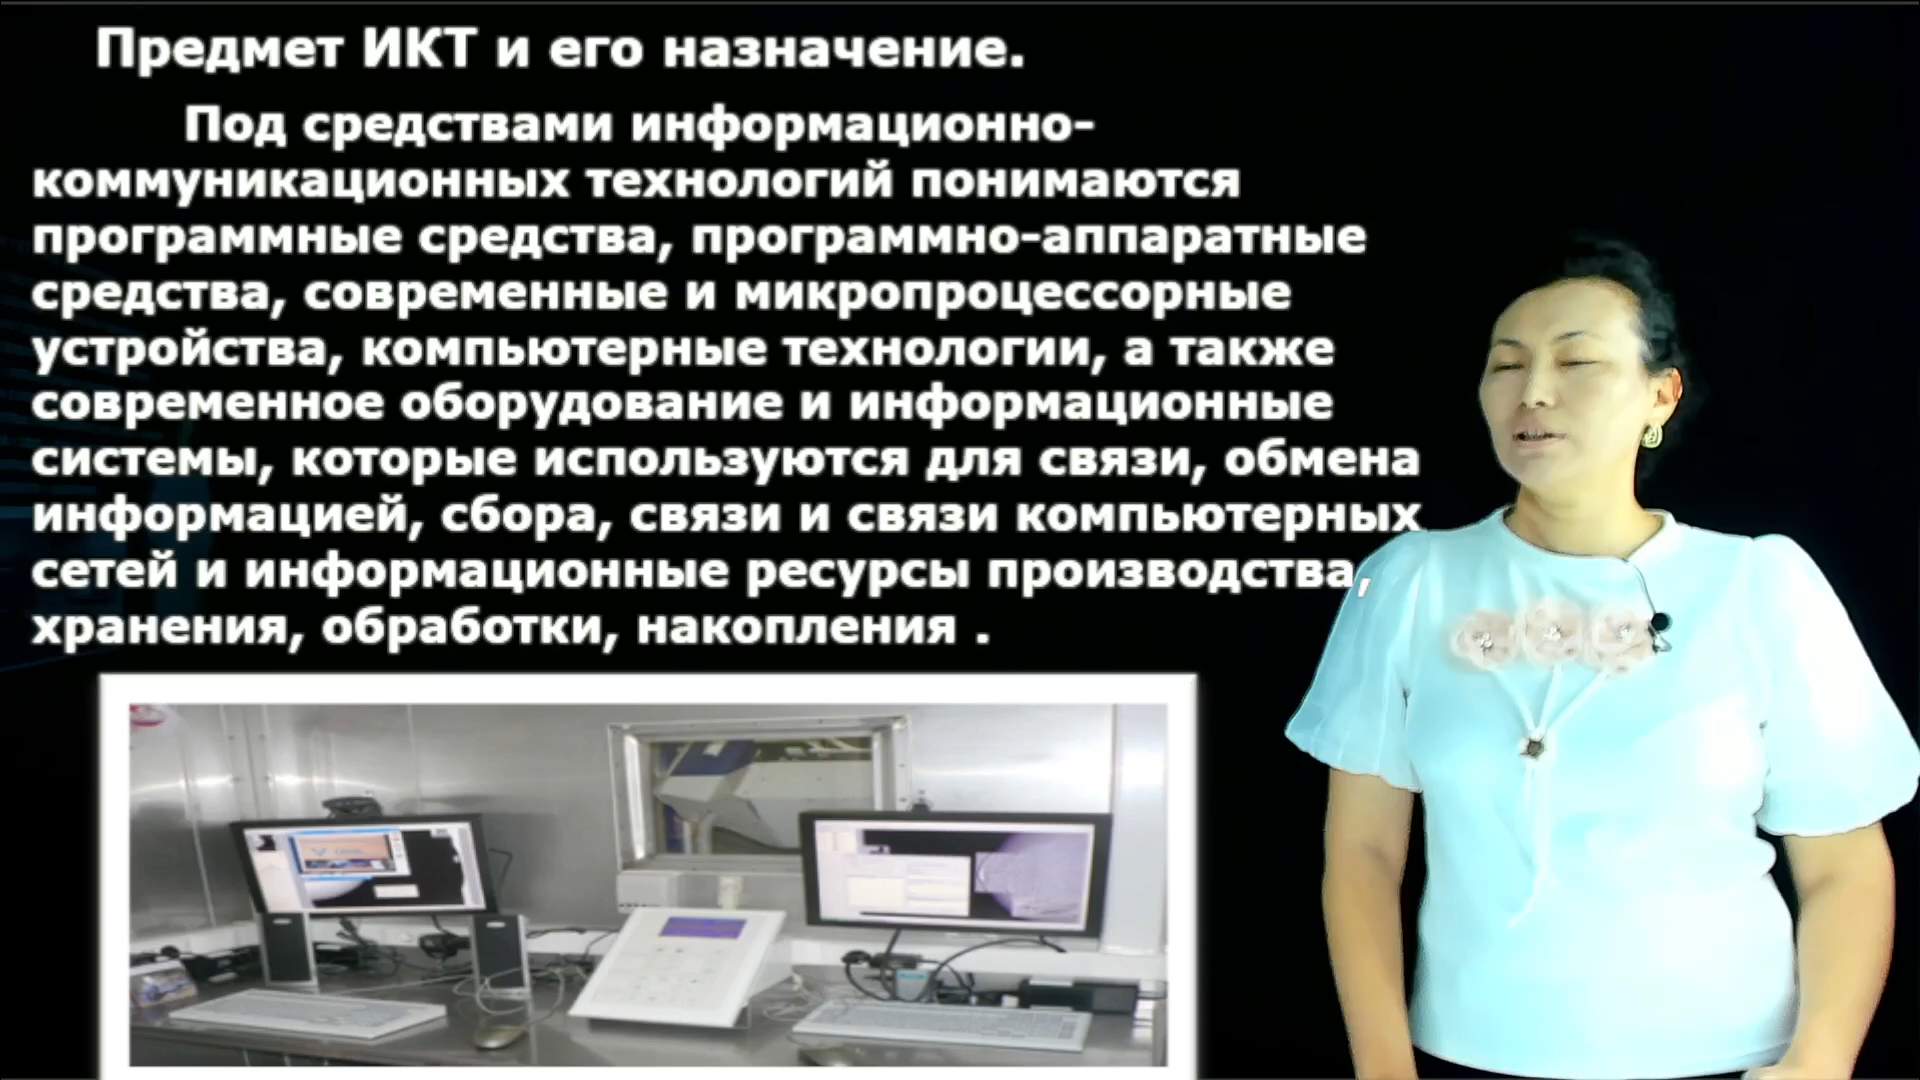 Предмет ИКТ и его назначение.
Под средствами информационно-
коммуникационных технологий понимаются
программные средства, программно-аппаратные
средства, современные и микропроцессорные
устройства, компьютерные технологии, а также
современное оборудование и информационные
системы, которые используются для связи, обмена
информацией, сбора, связи и связи компьютерных
сетей и информационные ресурсы производства,
хранения, обработки, накопления .